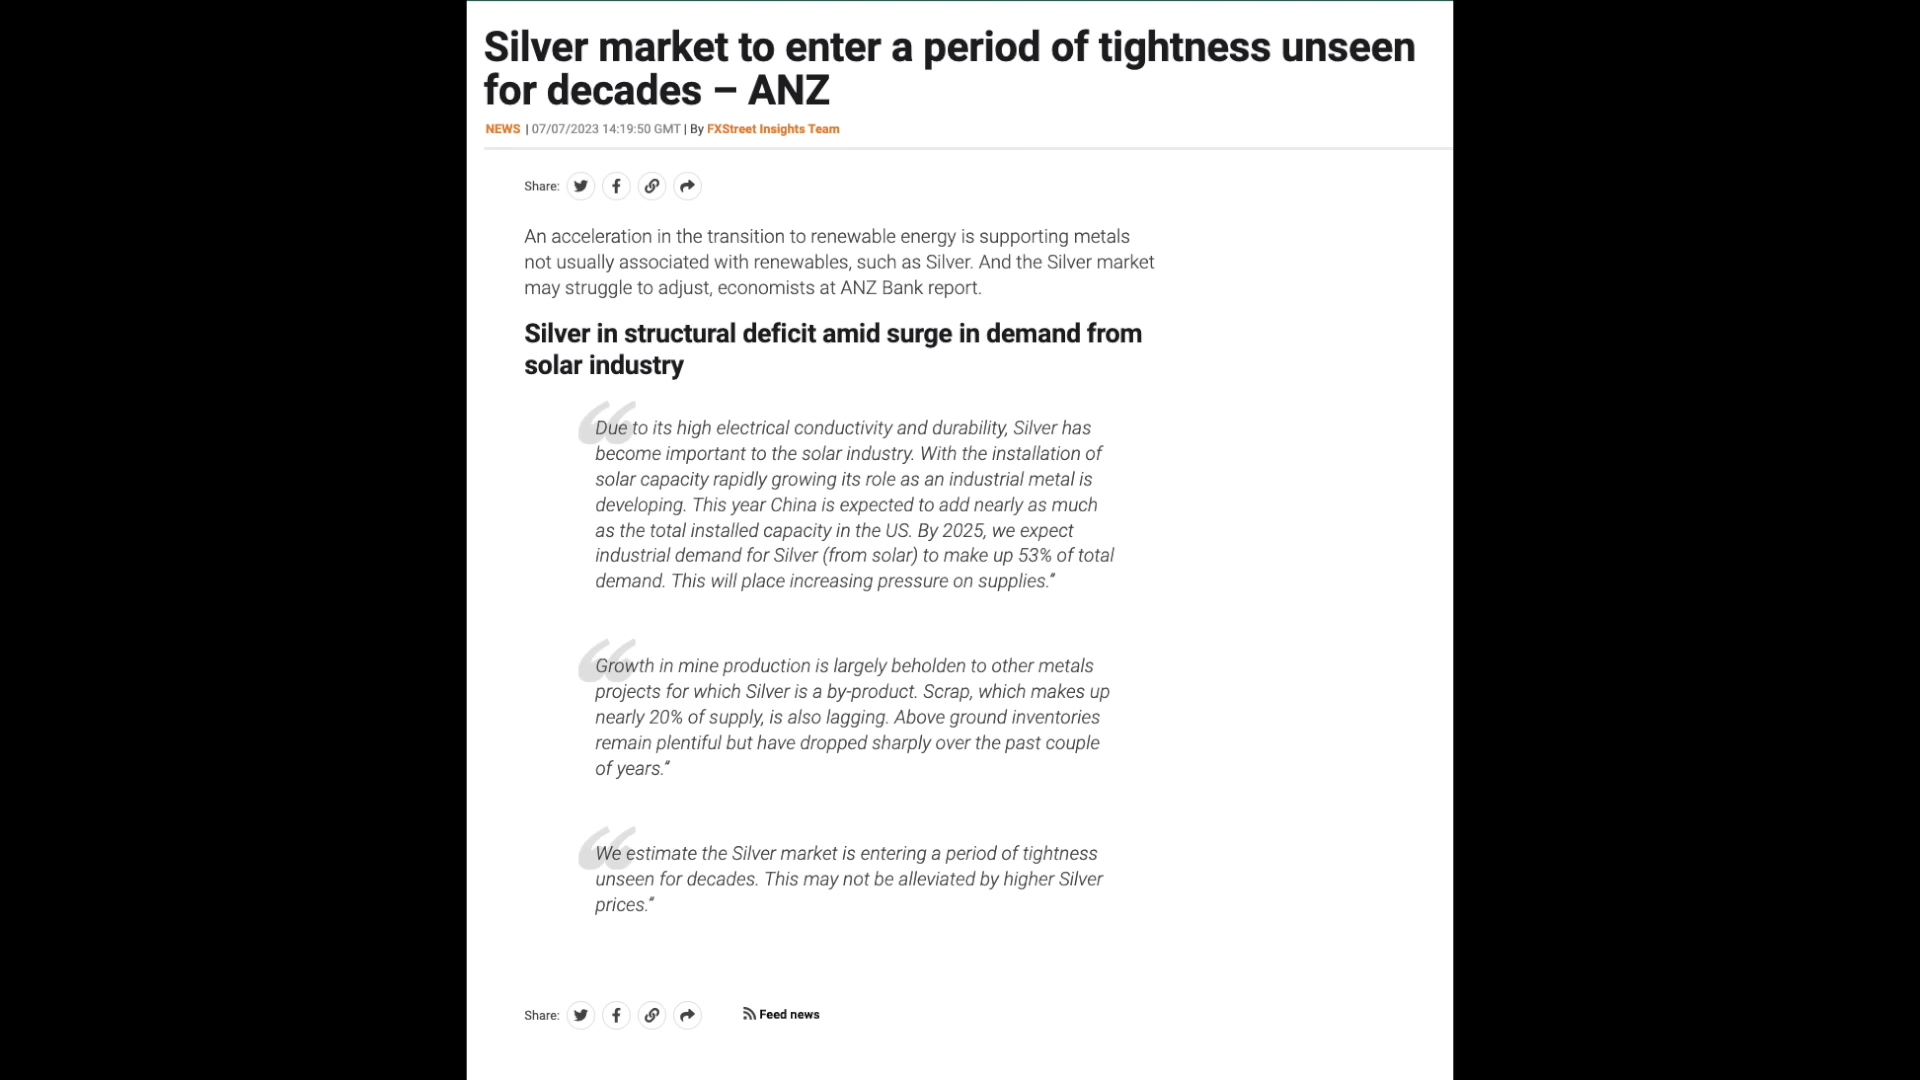 Silver market to enter a period of tightness unseen
for decades – ANZ
NEWS | 07/07/2023 14:19:50 GMT | By FXStreet Insights Team
Share:
An acceleration in the transition to renewable energy is supporting metals
not usually associated with renewables, such as Silver. And the Silver market
may struggle to adjust, economists at ANZ Bank report.
Silver in structural deficit amid surge in demand from
solar industry
“
Due to its high electrical conductivity and durability, Silver has
become important to the solar industry. With the installation of
solar capacity rapidly growing its role as an industrial metal is
developing. This year China is expected to add nearly as much
as the total installed capacity in the US. By 2025, we expect
industrial demand for Silver (from solar) to make up 53% of total
demand. This will place increasing pressure on supplies.”
“
Growth in mine production is largely beholden to other metals
projects for which Silver is a by-product. Scrap, which makes up
nearly 20% of supply, is also lagging. Above ground inventories
remain plentiful but have dropped sharply over the past couple
of years.”
“
We estimate the Silver market is entering a period of tightness
unseen for decades. This may not be alleviated by higher Silver
prices.”
Share:
Feed news